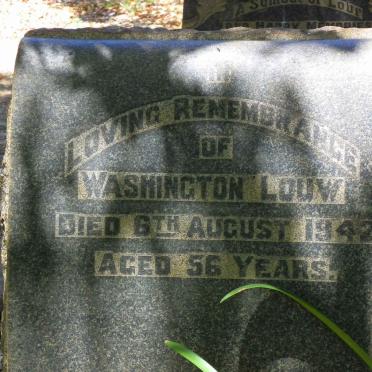 IN
LOVING REMEMBRANCE
OF
WASHINGTON LOUW
DIED 6TH AUGUST 1942
AGED 56 YEARS.